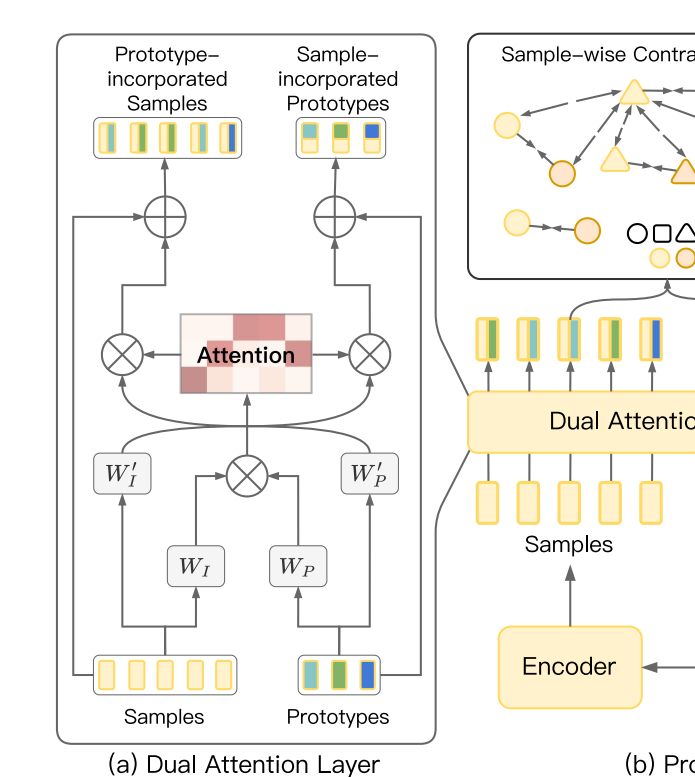 Prototype-
incorporated
Samples
Sample-
incorporated
Prototypes
Attention
W'_I
W'_P
W_I
W_P
Samples
Prototypes
(a) Dual Attention Layer
Sample-wise Contra
Dual Attentio
Samples
Encoder
(b) Pro